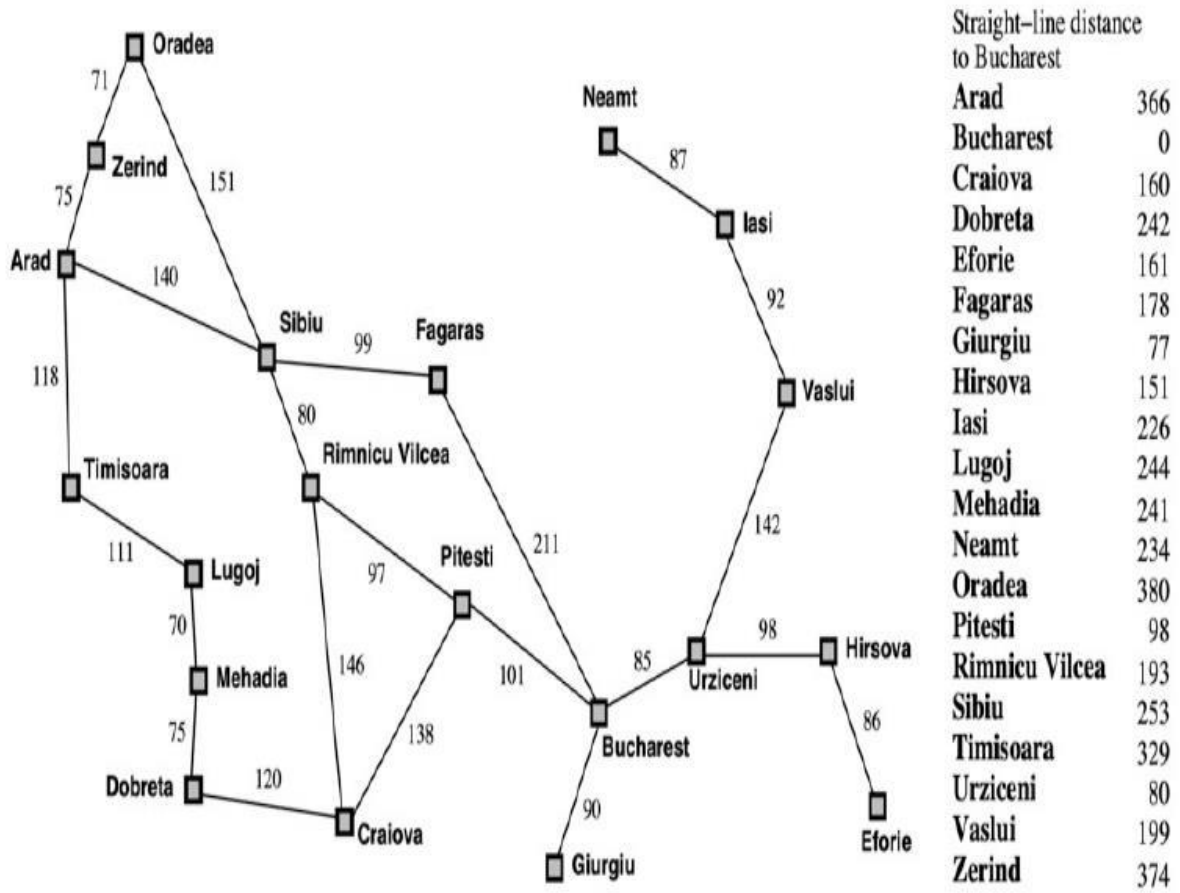 Oradea
71
Neamt
87
Zerind
151
75
Iasi
Arad
140
92
Sibiu
Fagaras
99
118
Vaslui
80
Rimnicu Vilcea
Timisoara
142
111
211
Pitesti
Lugoj
97
70
98
Hirsova
146
85
Mehadia
101
Urziceni
86
75
138
Bucharest
Dobreta
120
90
Craiova
Eforie
Giurgiu
Straight–line distance
to Bucharest
Arad 366
Bucharest 0
Craiova 160
Dobreta 242
Eforie 161
Fagaras 178
Giurgiu 77
Hirsova 151
Iasi 226
Lugoj 244
Mehadia 241
Neamt 234
Oradea 380
Pitesti 98
Rimnicu Vilcea 193
Sibiu 253
Timisoara 329
Urziceni 80
Vaslui 199
Zerind 374